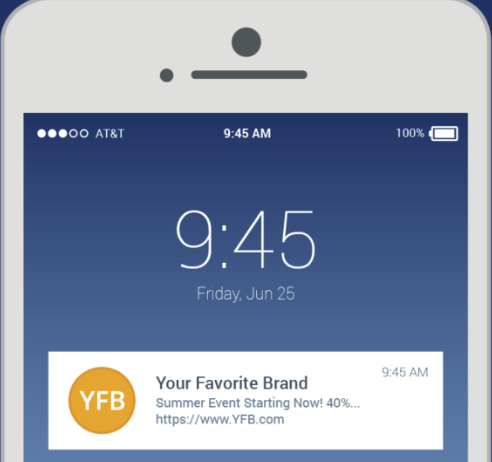 AT&T 9:45 AM 100%
9:45
Friday, Jun 25
9:45 AM
YFB
Your Favorite Brand
Summer Event Starting Now! 40%...
https://www.YFB.com